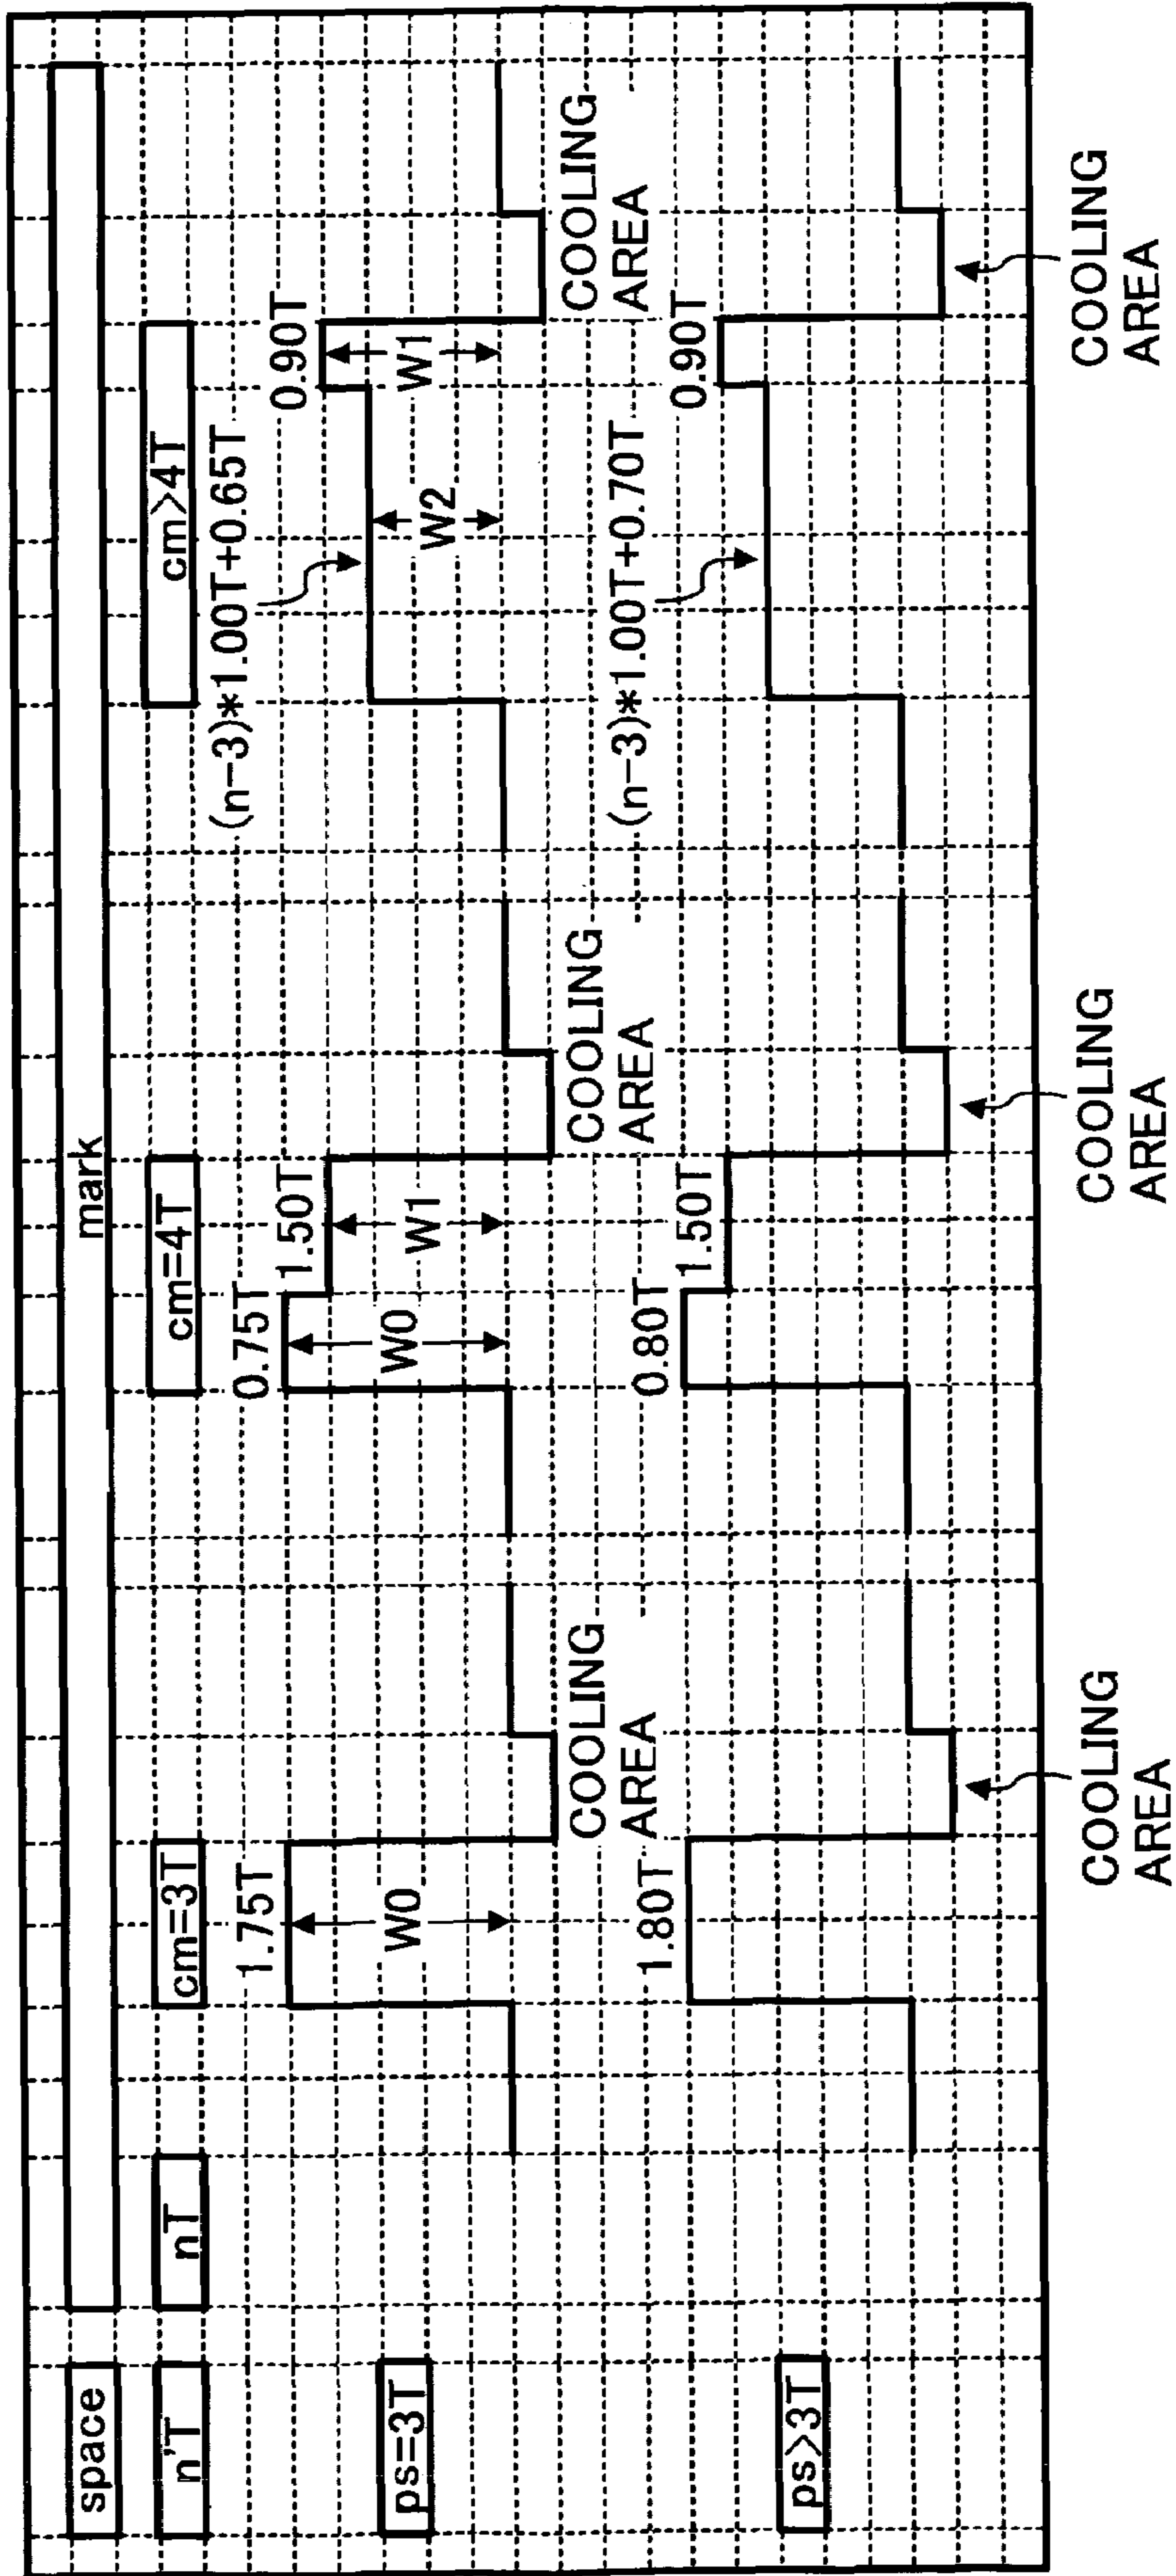 space
mark
n'T
nT
cm=3T
cm=4T
cm>4T
ps=3T
1.75T
W0
COOLING
AREA
0.75T
1.50T
W0
W1
COOLING
AREA
(n-3)*1.00T+0.65T
0.90T
W2
W1
COOLING
AREA
ps>3T
1.80T
COOLING
AREA
0.80T
1.50T
COOLING
AREA
(n-3)*1.00T+0.70T
0.90T
COOLING
AREA